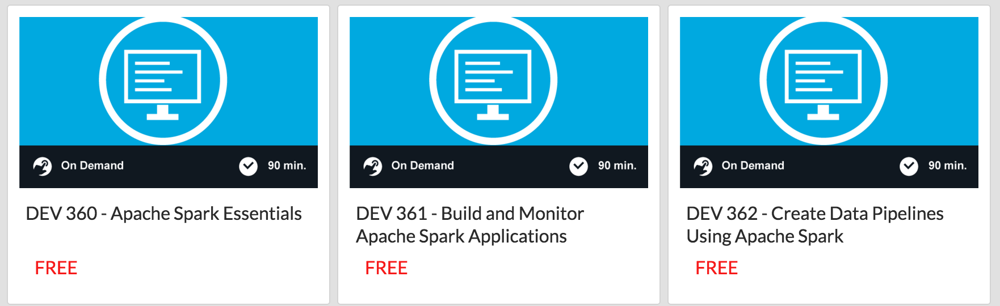 On Demand
90 min.
DEV 360 - Apache Spark Essentials
FREE
On Demand
90 min.
DEV 361 - Build and Monitor
Apache Spark Applications
FREE
On Demand
90 min.
DEV 362 - Create Data Pipelines
Using Apache Spark
FREE